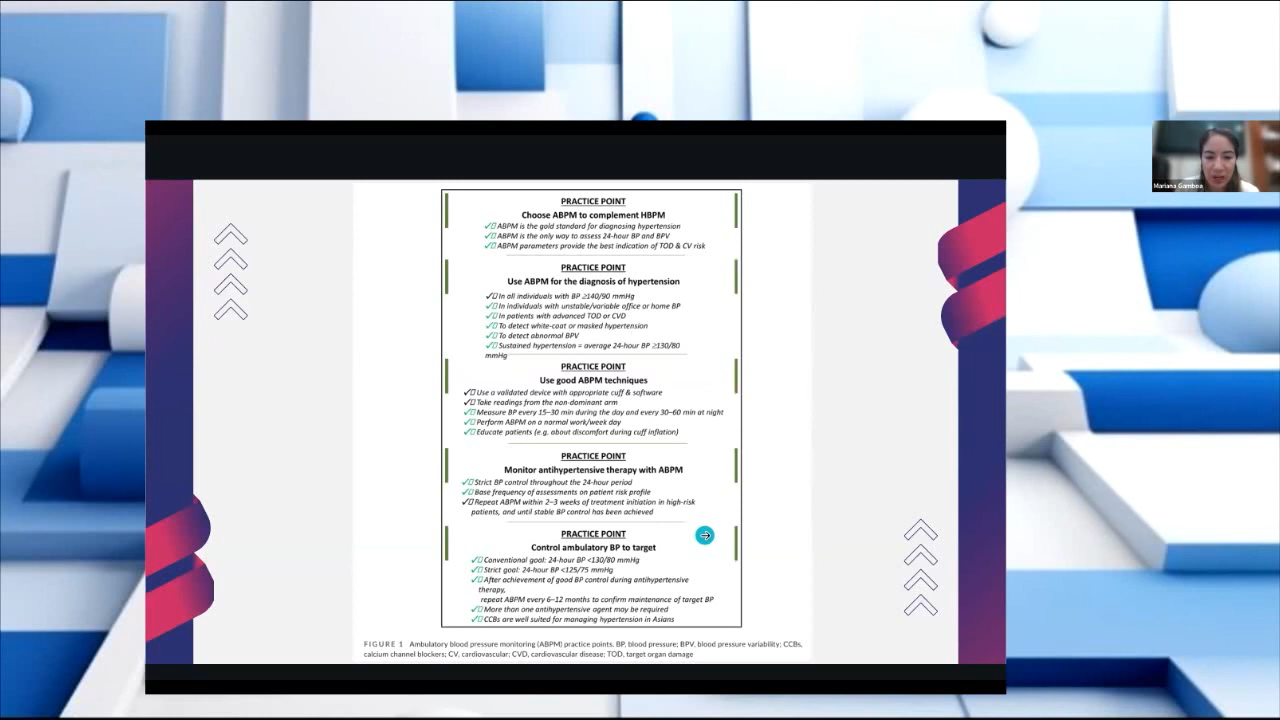 PRACTICE POINT
Choose ABPM to complement HBPM
ABPM is the gold standard for diagnosing hypertension
ABPM is the only way to assess 24-hour BP and BPV
ABPM parameters provide the best indication of TOD & CV risk
PRACTICE POINT
Use ABPM for the diagnosis of hypertension
In all individuals with BP ≥140/90 mmHg
In individuals with unstable/variable office or home BP
In patients with advanced TOD or CVD
To detect white-coat or masked hypertension
To detect abnormal BPV
Sustained hypertension = average 24-hour BP ≥130/80
mmHg
PRACTICE POINT
Use good ABPM techniques
Use a validated device with appropriate cuff & software
Take readings from the non-dominant arm
Measure BP every 15–30 min during the day and every 30–60 min at night
Perform ABPM on a normal work/week day
Educate patients (e.g. about discomfort during cuff inflation)
PRACTICE POINT
Monitor antihypertensive therapy with ABPM
Strict BP control throughout the 24-hour period
Base frequency of assessments on patient risk profile
Repeat ABPM within 2–3 weeks of treatment initiation in high-risk
patients, and until stable BP control has been achieved
PRACTICE POINT
Control ambulatory BP to target
Conventional goal: 24-hour BP <130/80 mmHg
Strict goal: 24-hour BP <125/75 mmHg
After achievement of good BP control during antihypertensive
therapy,
repeat ABPM every 6–12 months to confirm maintenance of target BP
More than one antihypertensive agent may be required
CCBs are well suited for managing hypertension in Asians
FIGURE 1 Ambulatory blood pressure monitoring (ABPM) practice points. BP, blood pressure; BPV, blood pressure variability; CCBs,
calcium channel blockers; CV, cardiovascular; CVD, cardiovascular disease; TOD, target organ damage
Mariana Gamboa